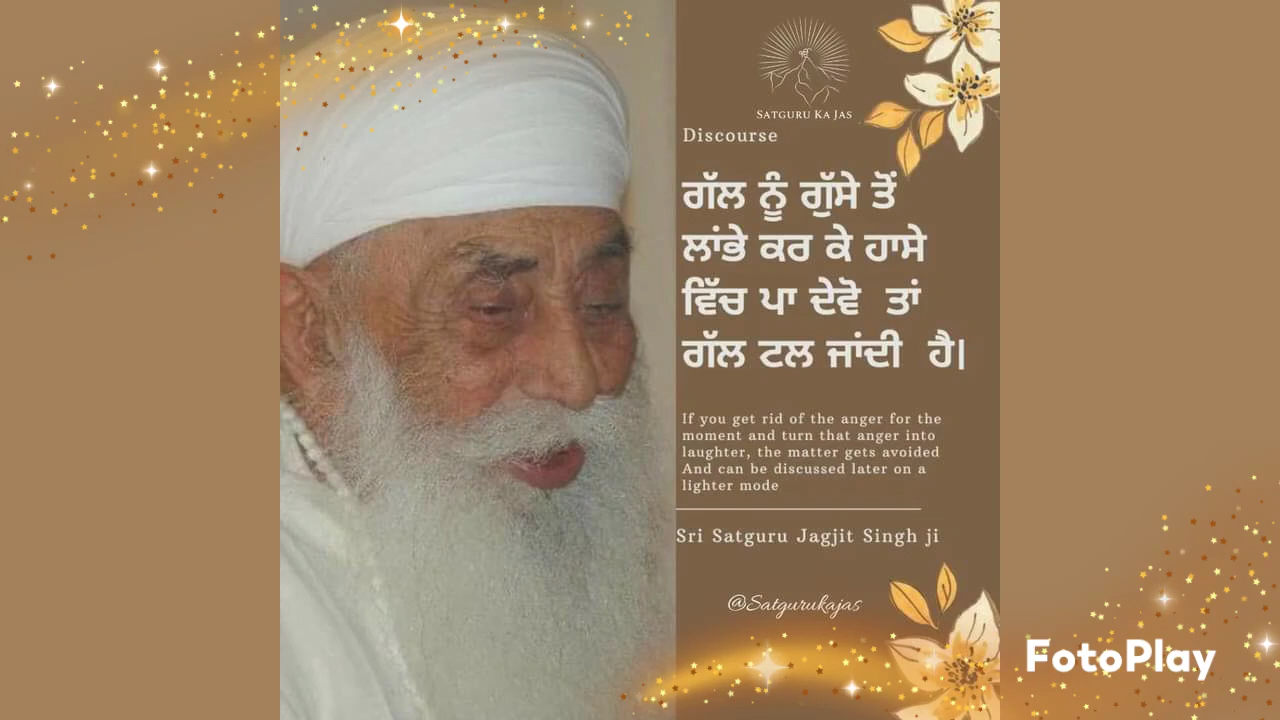 SATGURU KA JAS
Discourse
ਗੱਲ ਨੂੰ ਗੁੱਸੇ ਤੋਂ
ਲਾਂਭੇ ਕਰ ਕੇ ਹਾਸੇ
ਵਿੱਚ ਪਾ ਦੇਵੋ ਤਾਂ
ਗੱਲ ਟਲ ਜਾਂਦੀ ਹੈ।
If you get rid of the anger for the
moment and turn that anger into
laughter, the matter gets avoided
And can be discussed later on a
lighter mode
Sri Satguru Jagjit Singh ji
@Satgurukajas
FotoPlay